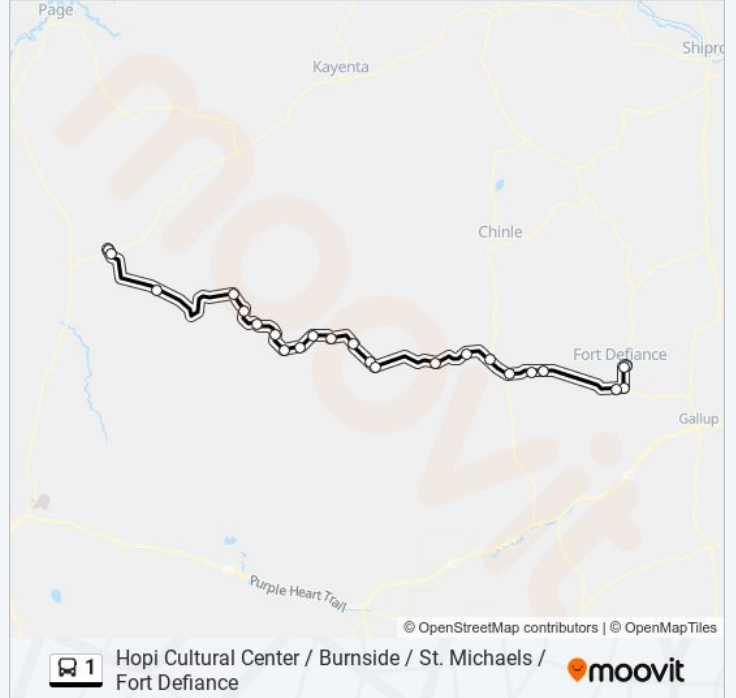 Page
Shipro
Kayenta
Chinle
Fort Defiance
Gallup
moovit
Purple Heart Trail
© OpenStreetMap contributors | © OpenMapTiles
1
Hopi Cultural Center / Burnside / St. Michaels /
Fort Defiance
moovit